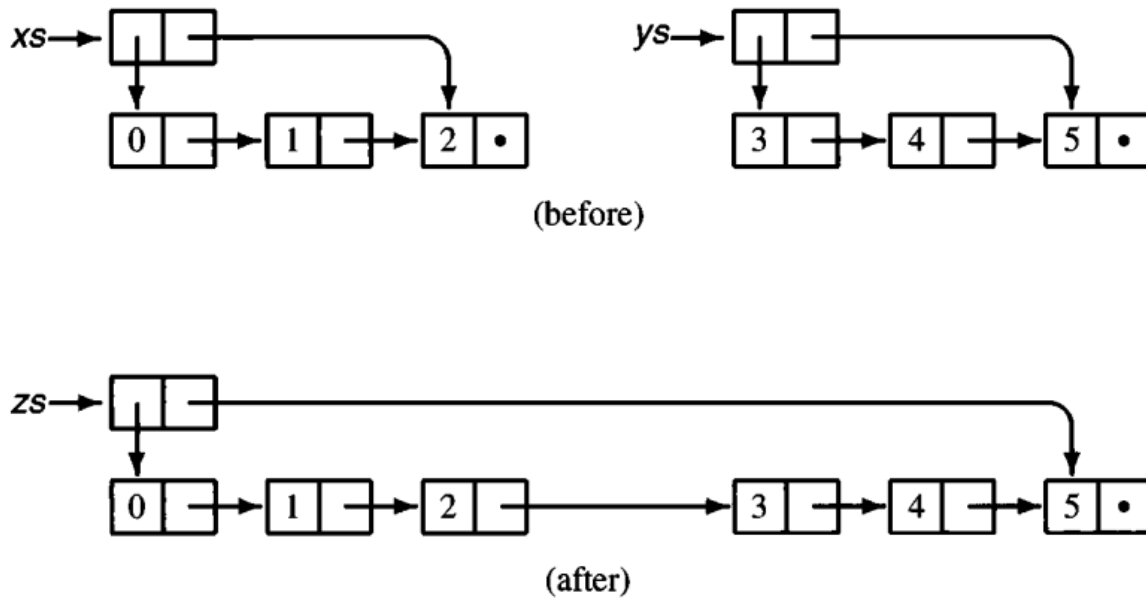 xs ys
0 1 2 • 3 4 5 •
(before)
zs
0 1 2 3 4 5 •
(after)